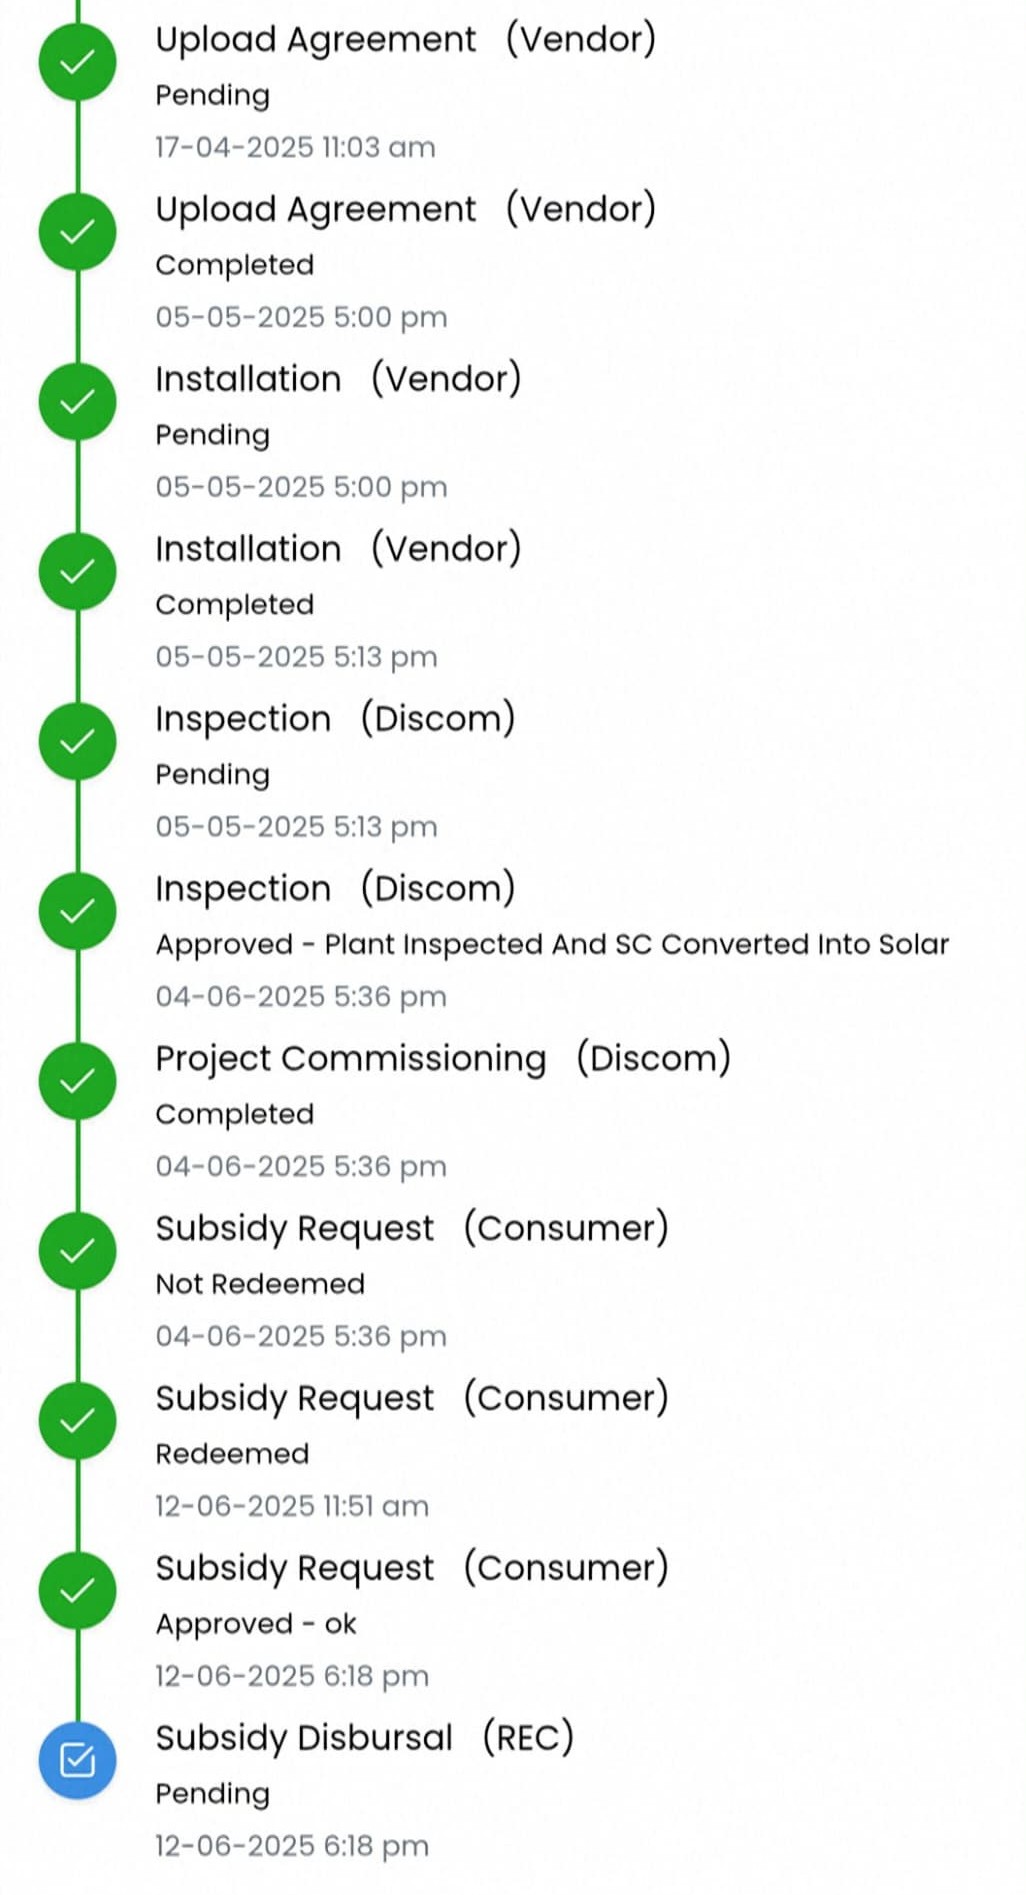 Upload Agreement (Vendor)
Pending
17-04-2025 11:03 am
Upload Agreement (Vendor)
Completed
05-05-2025 5:00 pm
Installation (Vendor)
Pending
05-05-2025 5:00 pm
Installation (Vendor)
Completed
05-05-2025 5:13 pm
Inspection (Discom)
Pending
05-05-2025 5:13 pm
Inspection (Discom)
Approved - Plant Inspected And SC Converted Into Solar
04-06-2025 5:36 pm
Project Commissioning (Discom)
Completed
04-06-2025 5:36 pm
Subsidy Request (Consumer)
Not Redeemed
04-06-2025 5:36 pm
Subsidy Request (Consumer)
Redeemed
12-06-2025 11:51 am
Subsidy Request (Consumer)
Approved - ok
12-06-2025 6:18 pm
Subsidy Disbursal (REC)
Pending
12-06-2025 6:18 pm